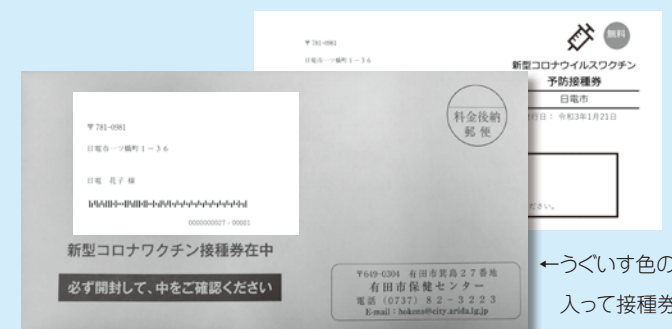 〒781-0981
日電市一ツ橋町1-36
無料
新型コロナウイルスワクチン
予防接種券
日電市
行日: 令和3年1月21日
ださい。
〒781-0981
日電市一ツ橋町1-36
日電 花子 様
0000000027-00001
料金後納
郵便
新型コロナワクチン接種券在中
必ず開封して、中をご確認ください
〒649-0304 有田市箕島27番地
有田市保健センター
電話(0737)82-3223
E-mail:hokens@city.arida.lg.jp
←うぐいす色の
入って接種券